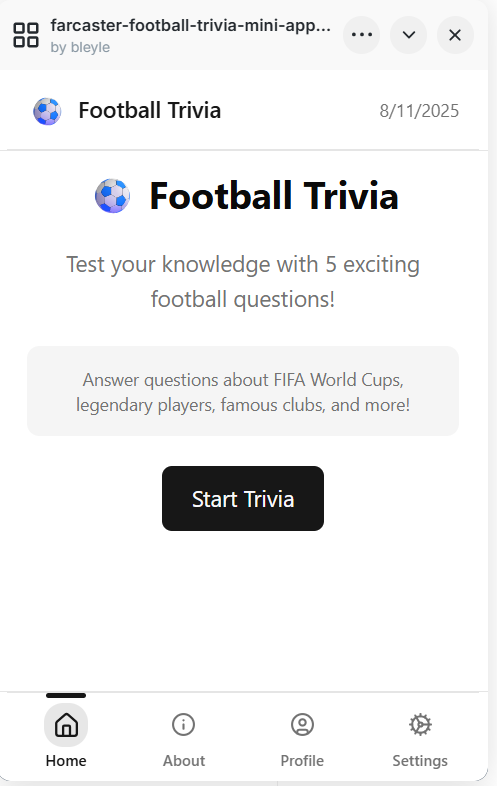 farcaster-football-trivia-mini-app...
by bleyle
Football Trivia
8/11/2025
Football Trivia
Test your knowledge with 5 exciting
football questions!
Answer questions about FIFA World Cups,
legendary players, famous clubs, and more!
Start Trivia
Home
About
Profile
Settings